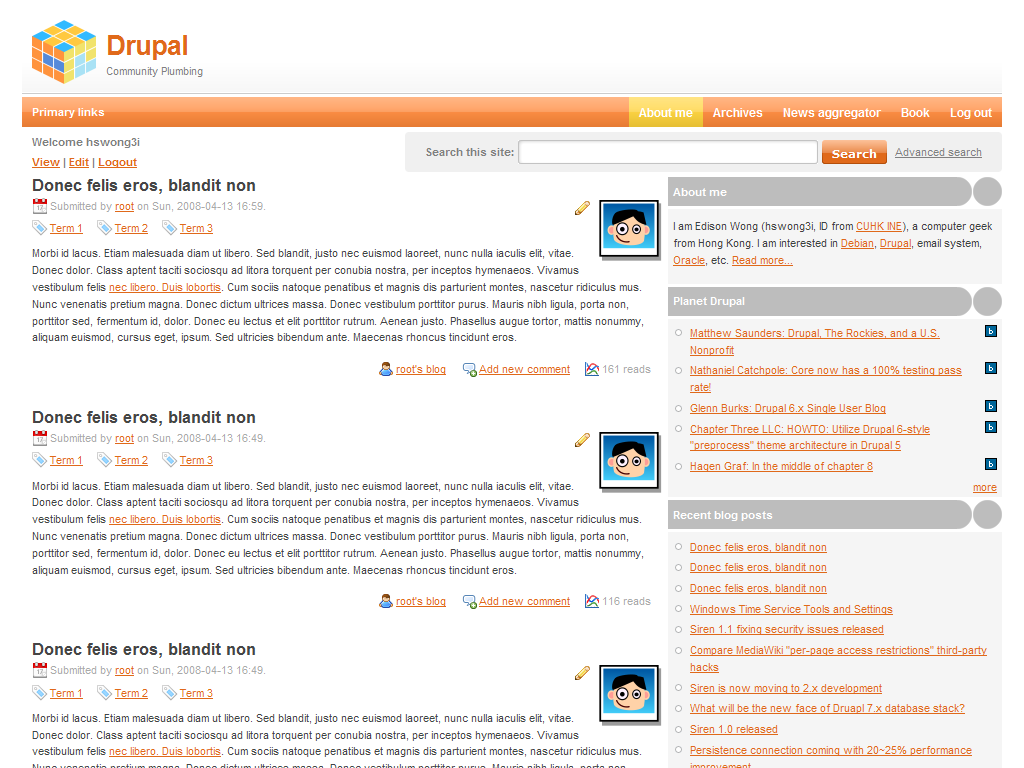 Drupal
Community Plumbing
Primary links
About me
Archives
News aggregator
Book
Log out
Welcome hswong3i
View | Edit | Logout
Search this site:
Search
Advanced search
Donec felis eros, blandit non
Submitted by root on Sun, 2008-04-13 16:59.
Term 1
Term 2
Term 3
Morbi id lacus. Etiam malesuada diam ut libero. Sed blandit, justo nec euismod laoreet, nunc nulla iaculis elit, vitae.
Donec dolor. Class aptent taciti sociosqu ad litora torquent per conubia nostra, per inceptos hymenaeos. Vivamus
vestibulum felis nec libero. Duis lobortis. Cum sociis natoque penatibus et magnis dis parturient montes, nascetur ridiculus mus.
Nunc venenatis pretium magna. Donec dictum ultrices massa. Donec vestibulum porttitor purus. Mauris nibh ligula, porta non,
porttitor sed, fermentum id, dolor. Donec eu lectus et elit porttitor rutrum. Aenean justo. Phasellus augue tortor, mattis nonummy,
aliquam euismod, cursus eget, ipsum. Sed ultricies bibendum ante. Maecenas rhoncus tincidunt eros.
root's blog
Add new comment
161 reads
Donec felis eros, blandit non
Submitted by root on Sun, 2008-04-13 16:49.
Term 1
Term 2
Term 3
Morbi id lacus. Etiam malesuada diam ut libero. Sed blandit, justo nec euismod laoreet, nunc nulla iaculis elit, vitae.
Donec dolor. Class aptent taciti sociosqu ad litora torquent per conubia nostra, per inceptos hymenaeos. Vivamus
vestibulum felis nec libero. Duis lobortis. Cum sociis natoque penatibus et magnis dis parturient montes, nascetur ridiculus mus.
Nunc venenatis pretium magna. Donec dictum ultrices massa. Donec vestibulum porttitor purus. Mauris nibh ligula, porta non,
porttitor sed, fermentum id, dolor. Donec eu lectus et elit porttitor rutrum. Aenean justo. Phasellus augue tortor, mattis nonummy,
aliquam euismod, cursus eget, ipsum. Sed ultricies bibendum ante. Maecenas rhoncus tincidunt eros.
root's blog
Add new comment
116 reads
Donec felis eros, blandit non
Submitted by root on Sun, 2008-04-13 16:49.
Term 1
Term 2
Term 3
Morbi id lacus. Etiam malesuada diam ut libero. Sed blandit, justo nec euismod laoreet, nunc nulla iaculis elit, vitae.
Donec dolor. Class aptent taciti sociosqu ad litora torquent per conubia nostra, per inceptos hymenaeos. Vivamus
vestibulum felis nec libero. Duis lobortis. Cum sociis natoque penatibus et magnis dis parturient montes, nascetur ridiculus mus.
Nunc venenatis pretium magna. Donec dictum ultrices massa. Donec vestibulum porttitor purus. Mauris nibh ligula, porta non,
About me
I am Edison Wong (hswong3i, ID from CUHK INE), a computer geek
from Hong Kong. I am interested in Debian, Drupal, email system,
Oracle, etc. Read more...
Planet Drupal
Matthew Saunders: Drupal, The Rockies, and a U.S.
Nonprofit
Nathaniel Catchpole: Core now has a 100% testing pass
rate!
Glenn Burks: Drupal 6.x Single User Blog
Chapter Three LLC: HOWTO: Utilize Drupal 6-style
"preprocess" theme architecture in Drupal 5
Hagen Graf: In the middle of chapter 8
more
Recent blog posts
Donec felis eros, blandit non
Donec felis eros, blandit non
Donec felis eros, blandit non
Windows Time Service Tools and Settings
Siren 1.1 fixing security issues released
Compare MediaWiki "per-page access restrictions" third-party
hacks
Siren is now moving to 2.x development
What will be the new face of Druapl 7.x database stack?
Siren 1.0 released
Persistence connection coming with 20~25% performance
improvement